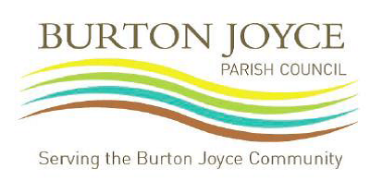 BURTON JOYCE
PARISH COUNCIL
Serving the Burton Joyce Community